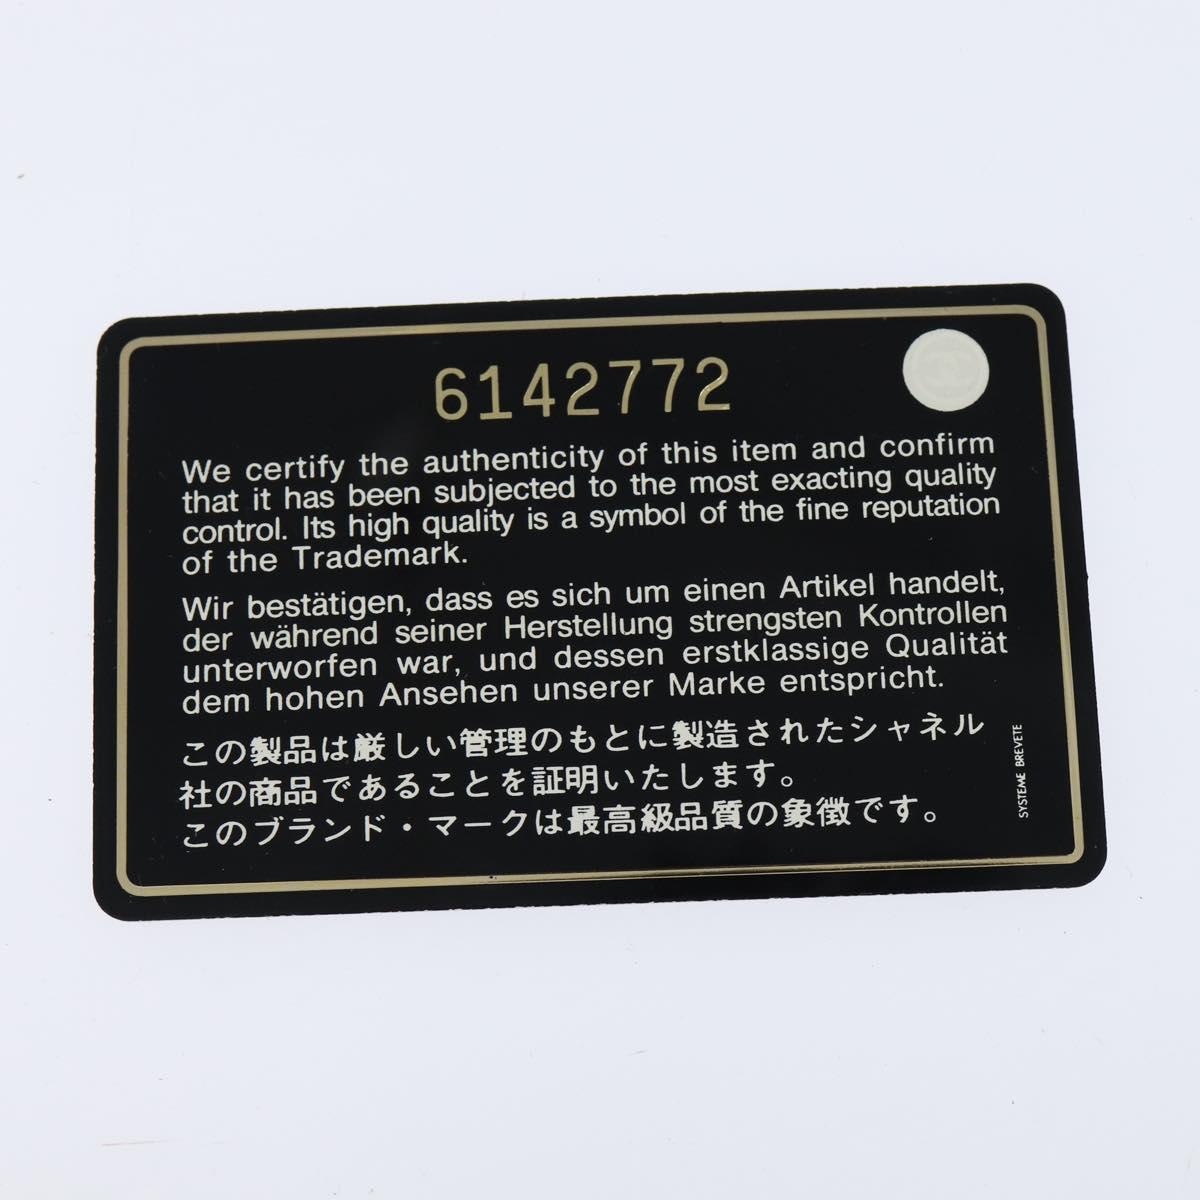 6142772
We certify the authenticity of this item and confirm
that it has been subjected to the most exacting quality
control. Its high quality is a symbol of the fine reputation
of the Trademark.
Wir bestätigen, dass es sich um einen Artikel handelt,
der während seiner Herstellung strengsten Kontrollen
unterworfen war, und dessen erstklassige Qualität
dem hohen Ansehen unserer Marke entspricht.
この製品は厳しい管理のもとに製造されたシャネル
社の商品であることを証明いたします。
このブランド・マークは最高級品質の象徴です。
SYSTEME BREVETE